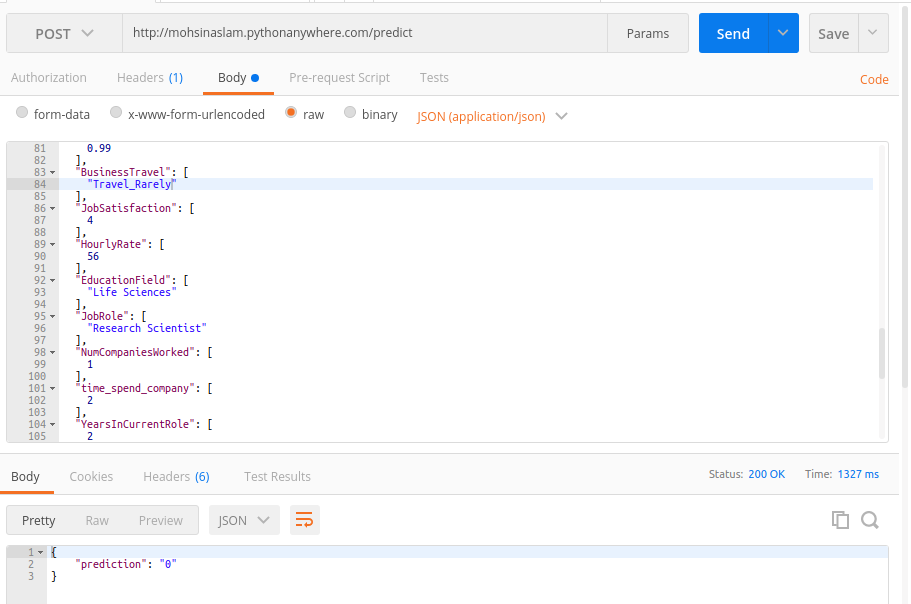 POST http://mohsinaslam.pythonanywhere.com/predict Params Send Save
Authorization Headers (1) Body Pre-request Script Tests Code
form-data x-www-form-urlencoded raw binary JSON (application/json)
81 0.99
82 ],
83 "BusinessTravel": [
84 "Travel_Rarely"
85 ],
86 "JobSatisfaction": [
87 4
88 ],
89 "HourlyRate": [
90 56
91 ],
92 "EducationField": [
93 "Life Sciences"
94 ],
95 "JobRole": [
96 "Research Scientist"
97 ],
98 "NumCompaniesWorked": [
99 1
100 ],
101 "time_spend_company": [
102 2
103 ],
104 "YearsInCurrentRole": [
105 2
Body Cookies Headers (6) Test Results Status: 200 OK Time: 1327 ms
Pretty Raw Preview JSON
1 {
2 "prediction": "0"
3 }